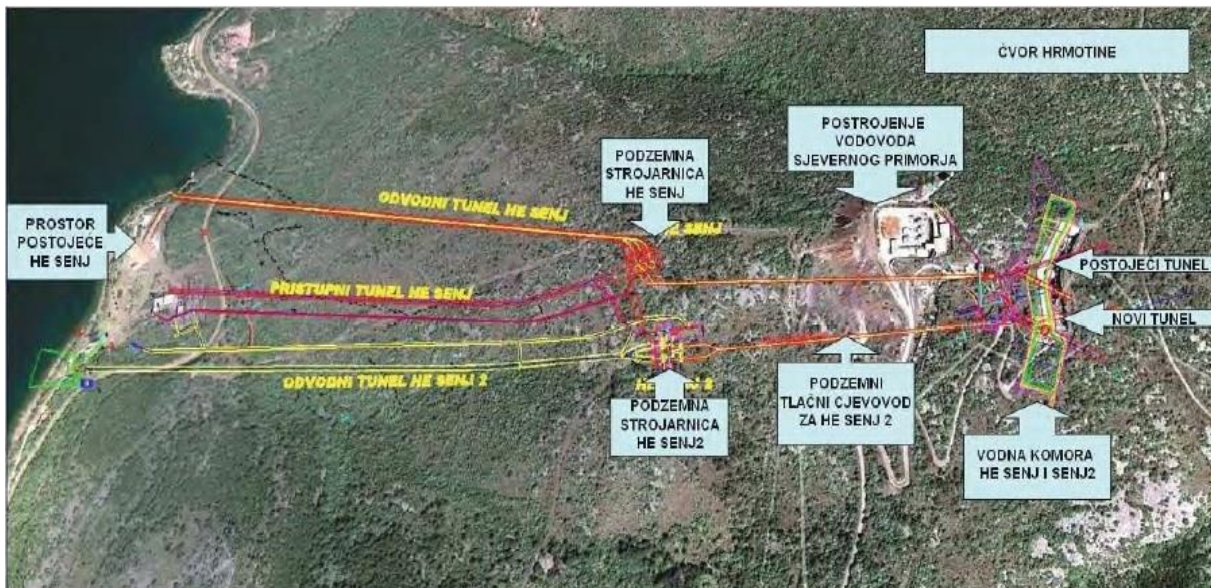 ČVOR HRMOTINE
POSTROJENJE
VODOVODA
SJEVERNOG PRIMORJA
PODZEMNA
STROJARNICA
HE SENJ
ODVODNI TUNEL HE SENJ
SENJ
PROSTOR
POSTOJEĆE
HE SENJ
POSTOJEĆI TUNEL
PRISTUPNI TUNEL HE SENJ
NOVI TUNEL
ODVODNI TUNEL HE SENJ 2
PODZEMNA
STROJARNICA
HE SENJ2
PODZEMNI
TLAČNI CJEVOVOD
ZA HE SENJ 2
VODNA KOMORA
HE SENJ I SENJ2